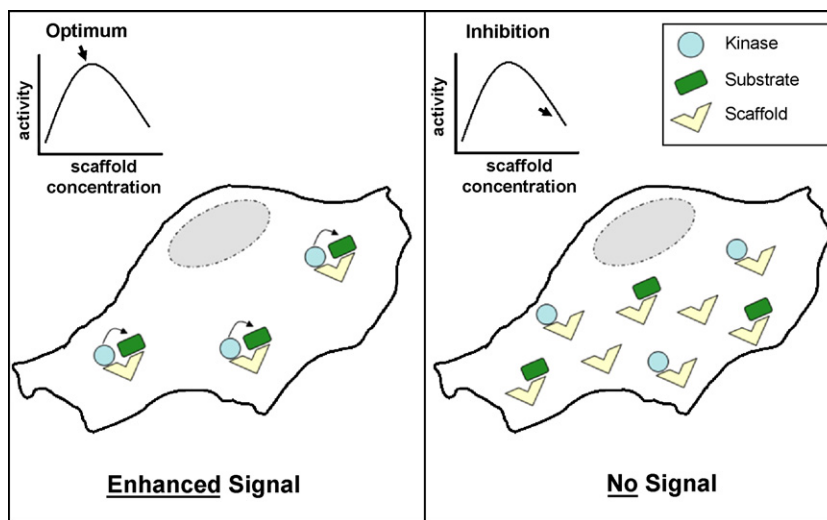 Optimum
activity
scaffold
concentration
Enhanced Signal
Inhibition
activity
scaffold
concentration
Kinase
Substrate
Scaffold
No Signal